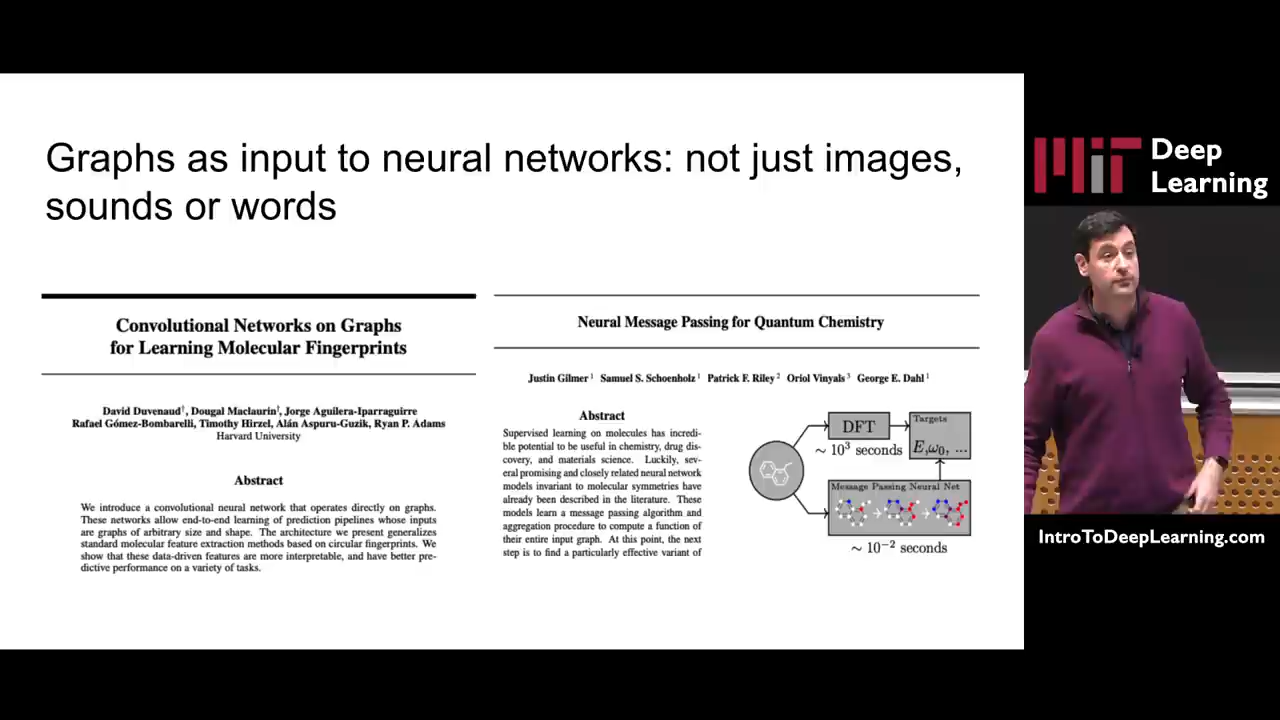 Graphs as input to neural networks: not just images,
sounds or words
Convolutional Networks on Graphs
for Learning Molecular Fingerprints
David Duvenaud†, Dougal Maclaurin†, Jorge Aguilera-Iparraguirre
Rafael Gómez-Bombarelli, Timothy Hirzel, Alán Aspuru-Guzik, Ryan P. Adams
Harvard University
Abstract
We introduce a convolutional neural network that operates directly on graphs.
These networks allow end-to-end learning of prediction pipelines whose inputs
are graphs of arbitrary size and shape. The architecture we present generalizes
standard molecular feature extraction methods based on circular fingerprints. We
show that these data-driven features are more interpretable, and have better pre-
dictive performance on a variety of tasks.
Neural Message Passing for Quantum Chemistry
Justin Gilmer 1 Samuel S. Schoenholz 1 Patrick F. Riley 2 Oriol Vinyals 3 George E. Dahl 1
Abstract
Supervised learning on molecules has incredi-
ble potential to be useful in chemistry, drug dis-
covery, and materials science. Luckily, sev-
eral promising and closely related neural network
models invariant to molecular symmetries have
already been described in the literature. These
models learn a message passing algorithm and
aggregation procedure to compute a function of
their entire input graph. At this point, the next
step is to find a particularly effective variant of
DFT
~ 10³ seconds
Targets
E,ω₀, ...
Message Passing Neural Net
~ 10⁻² seconds
MIT Deep
Learning
IntroToDeepLearning.com